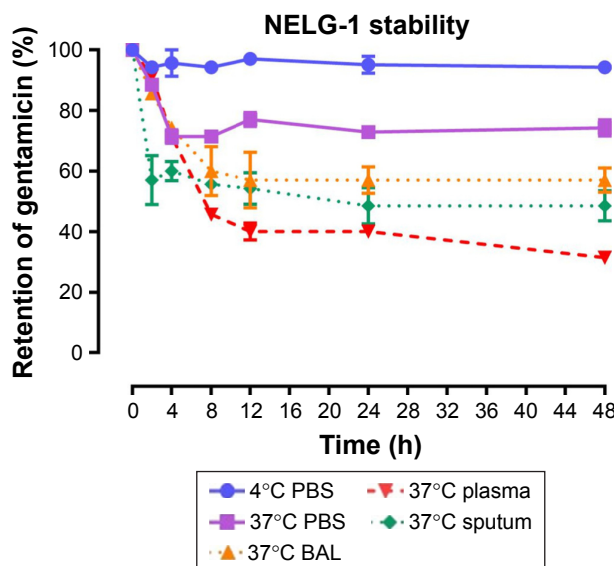 NELG-1 stability
Retention of gentamicin (%)
100
80
60
40
20
0
0 4 8 12 16 20 24 28 32 36 40 44 48
Time (h)
4°C PBS
37°C plasma
37°C PBS
37°C sputum
37°C BAL